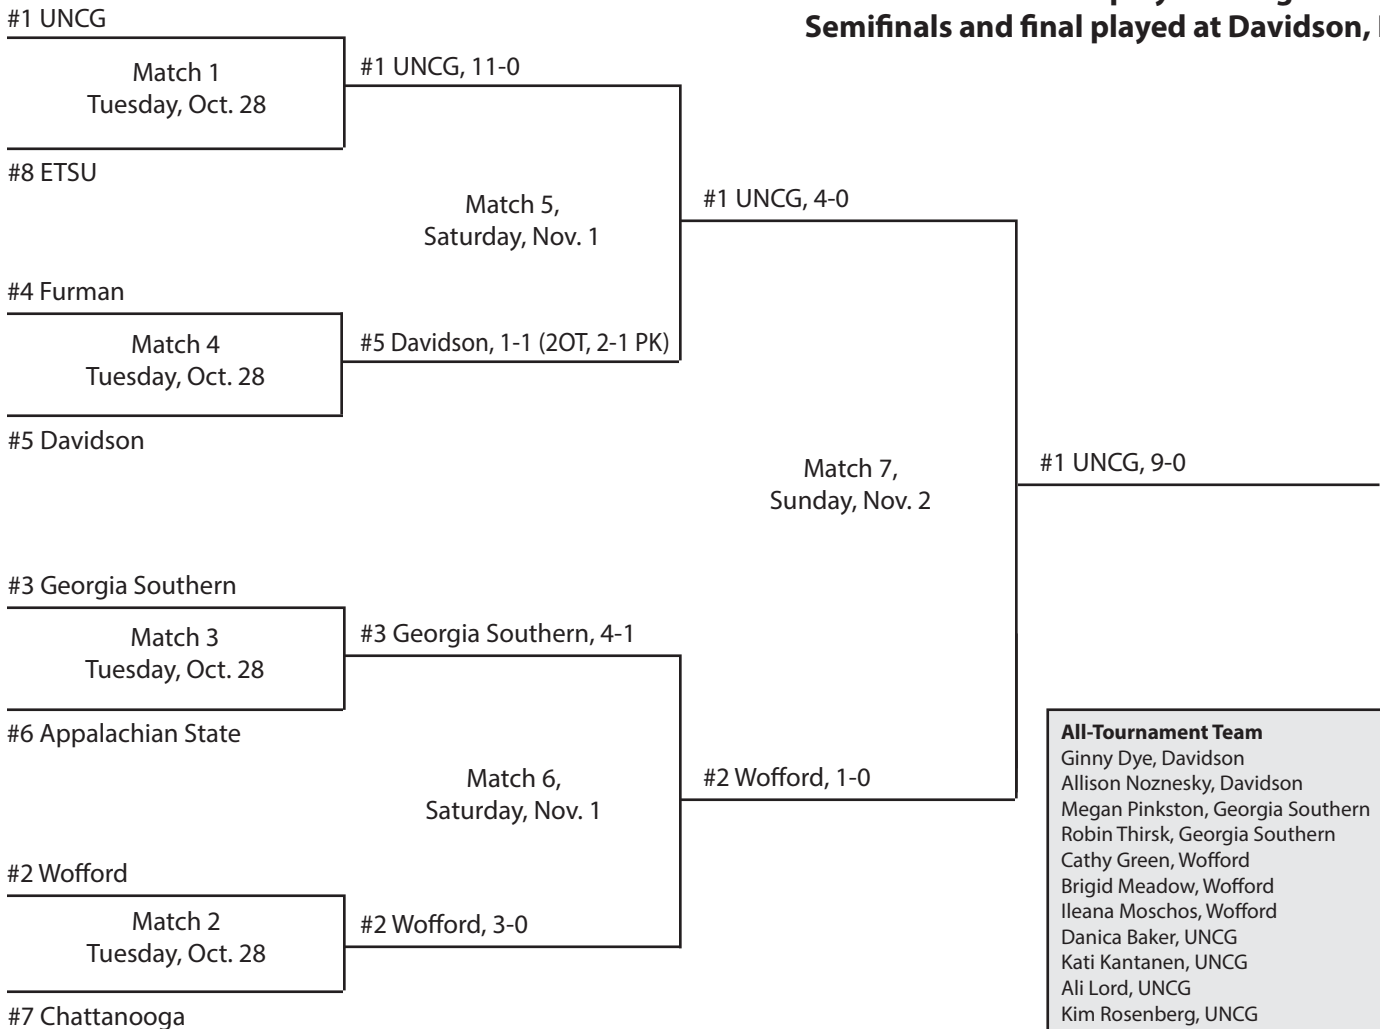 Semifinals and final played at Davidson,
#1 UNCG
Match 1
Tuesday, Oct. 28
#1 UNCG, 11-0
#8 ETSU
Match 5,
Saturday, Nov. 1
#1 UNCG, 4-0
#4 Furman
Match 4
Tuesday, Oct. 28
#5 Davidson, 1-1 (2OT, 2-1 PK)
#5 Davidson
Match 7,
Sunday, Nov. 2
#1 UNCG, 9-0
#3 Georgia Southern
Match 3
Tuesday, Oct. 28
#3 Georgia Southern, 4-1
#6 Appalachian State
Match 6,
Saturday, Nov. 1
#2 Wofford, 1-0
#2 Wofford
Match 2
Tuesday, Oct. 28
#2 Wofford, 3-0
#7 Chattanooga
All-Tournament Team
Ginny Dye, Davidson
Allison Noznesky, Davidson
Megan Pinkston, Georgia Southern
Robin Thirsk, Georgia Southern
Cathy Green, Wofford
Brigid Meadow, Wofford
Ileana Moschos, Wofford
Danica Baker, UNCG
Kati Kantanen, UNCG
Ali Lord, UNCG
Kim Rosenberg, UNCG